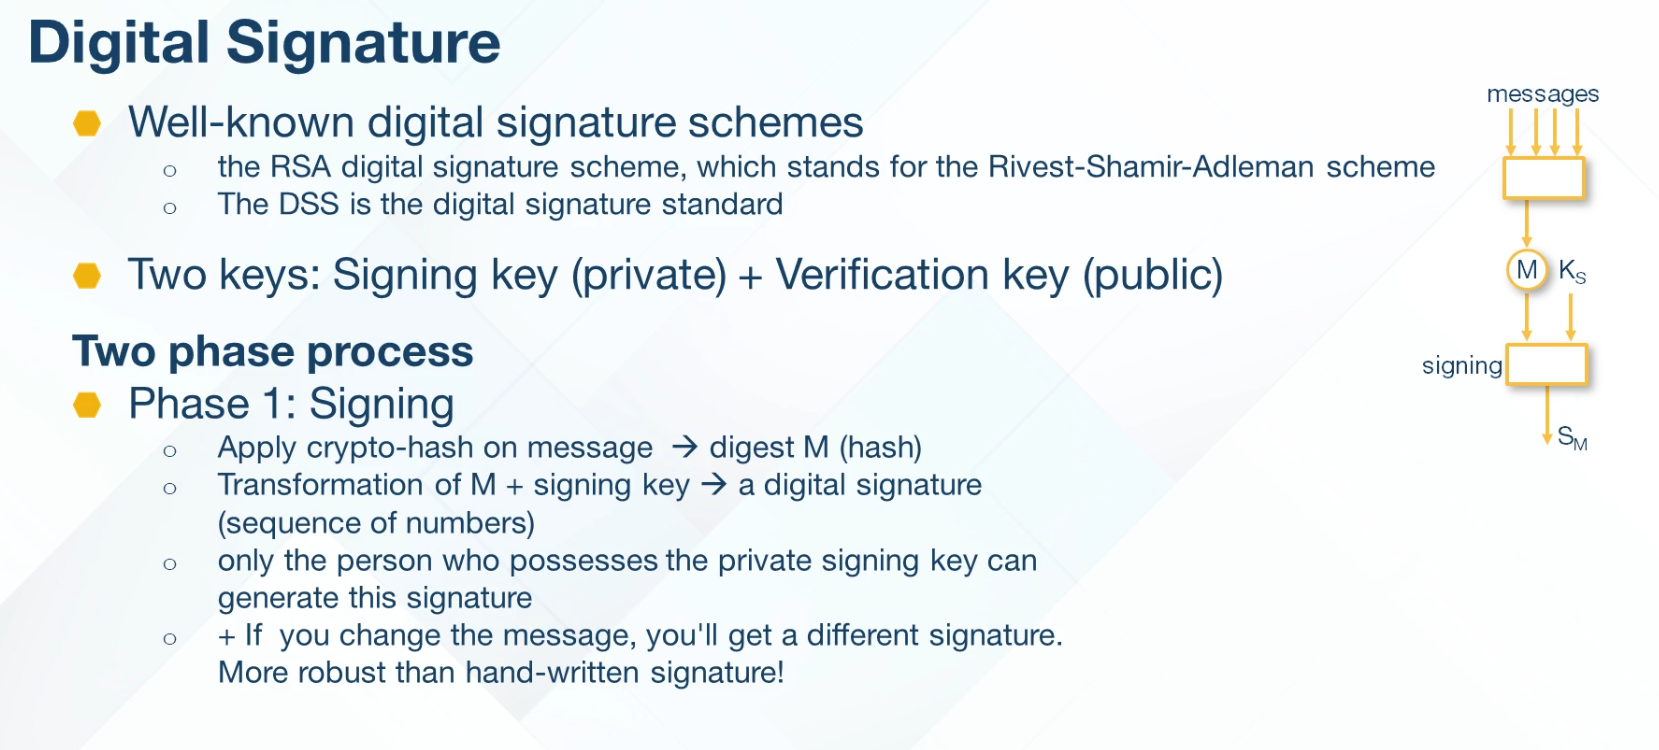 Digital Signature
Well-known digital signature schemes
○ the RSA digital signature scheme, which stands for the Rivest-Shamir-Adleman scheme
○ The DSS is the digital signature standard
Two keys: Signing key (private) + Verification key (public)
Two phase process
Phase 1: Signing
○ Apply crypto-hash on message → digest M (hash)
○ Transformation of M + signing key → a digital signature
(sequence of numbers)
○ only the person who possesses the private signing key can
generate this signature
○ + If you change the message, you'll get a different signature.
More robust than hand-written signature!
messages
M K_S
signing
S_M